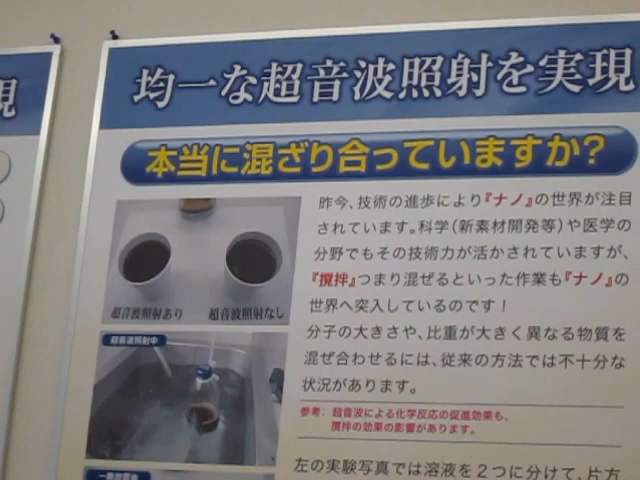 現
均一な超音波照射を実現
本当に混ざり合っていますか?
昨今、技術の進歩により『ナノ』の世界が注目
されています。科学(新素材開発等)や医学の
分野でもその技術力が活かされていますが、
『攪拌』つまり混ぜるといった作業も『ナノ』の
世界へ突入しているのです!
分子の大きさや、比重が大きく異なる物質を
混ぜ合わせるには、従来の方法では不十分な
状況があります。
参考: 超音波による化学反応の促進効果も、
攪拌の効果の影響があります。
左の実験写真では溶液を2つに分けて、片方
超音波照射あり
超音波照射なし
超音波照射中